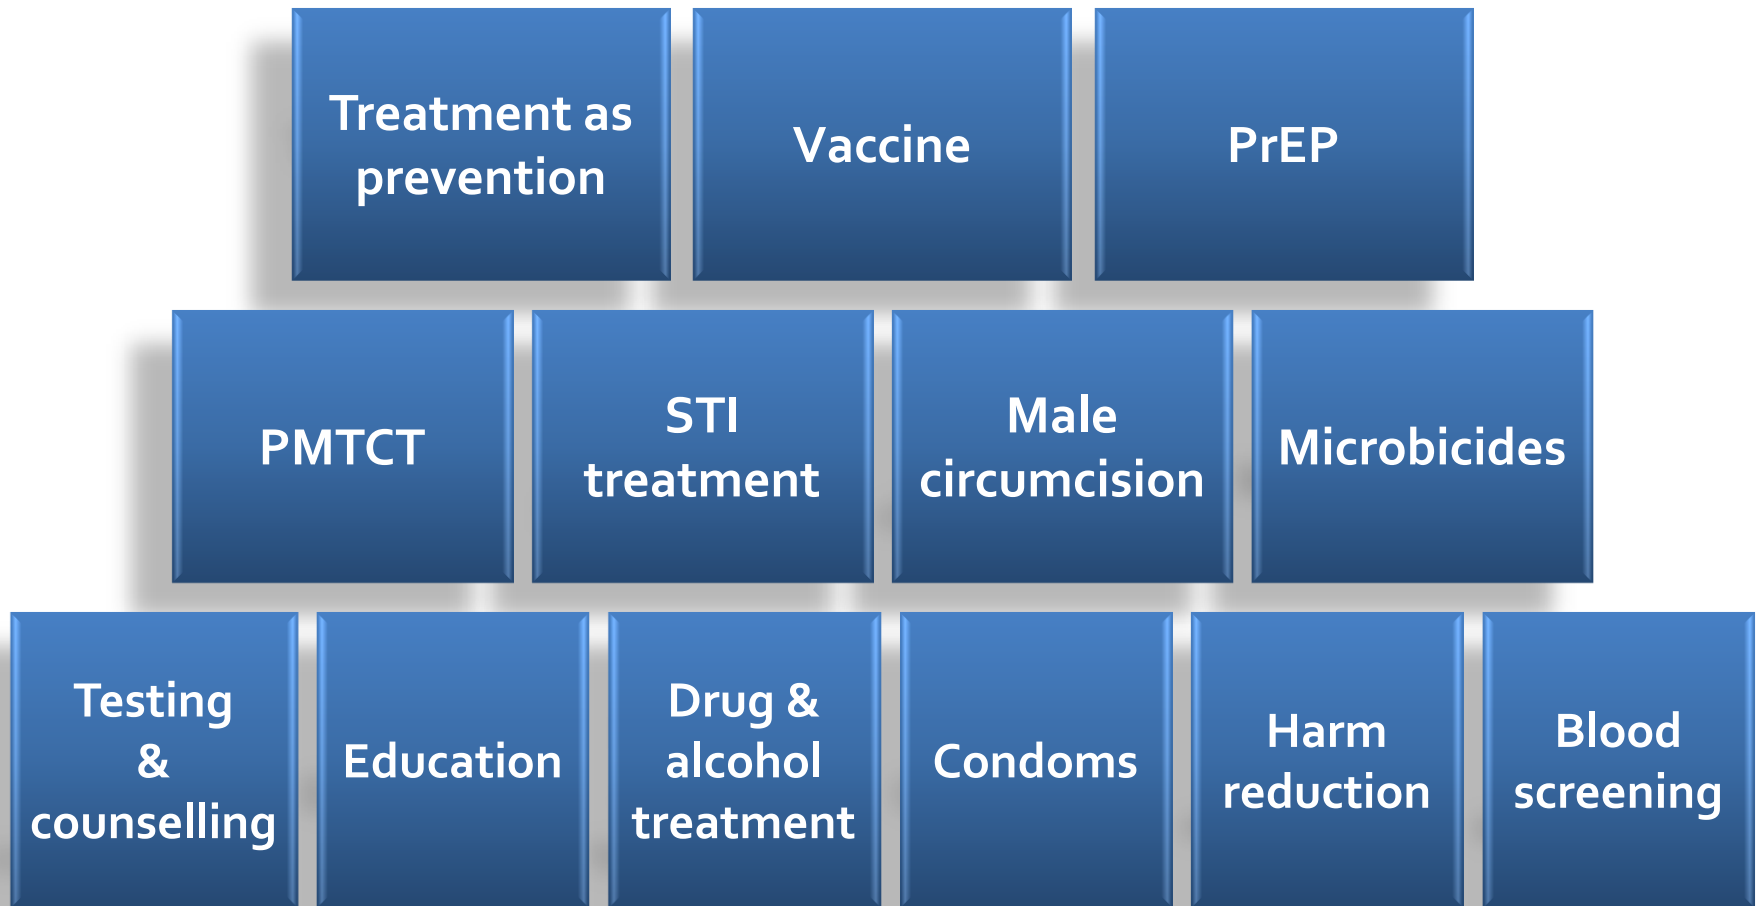 Treatment as
prevention
Vaccine
PrEP
PMTCT
STI
treatment
Male
circumcision
Microbicides
Testing
&
counselling
Education
Drug &
alcohol
treatment
Condoms
Harm
reduction
Blood
screening